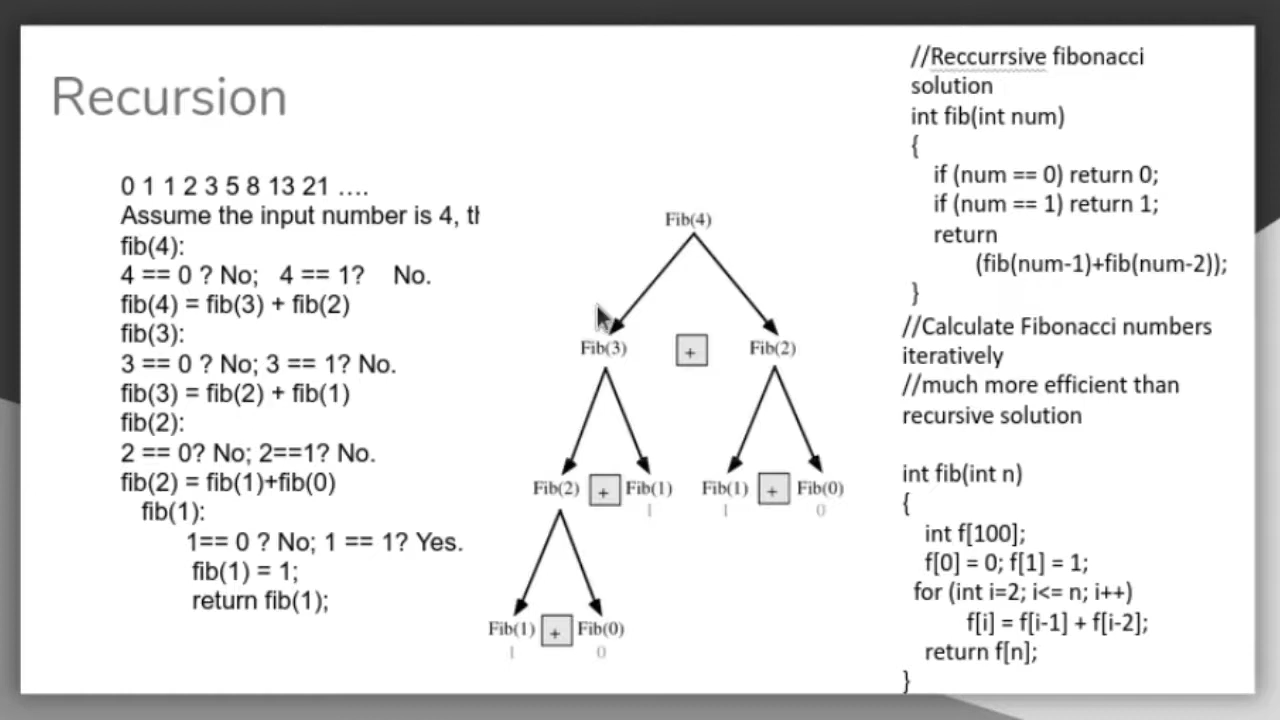 Recursion
0 1 1 2 3 5 8 13 21 ....
Assume the input number is 4, th
fib(4):
4 == 0 ? No; 4 == 1? No.
fib(4) = fib(3) + fib(2)
fib(3):
3 == 0 ? No; 3 == 1? No.
fib(3) = fib(2) + fib(1)
fib(2):
2 == 0? No; 2==1? No.
fib(2) = fib(1)+fib(0)
fib(1):
1== 0 ? No; 1 == 1? Yes.
fib(1) = 1;
return fib(1);
Fib(4)
Fib(3) + Fib(2)
Fib(2) + Fib(1) Fib(1) + Fib(0)
1 1 0
Fib(1) + Fib(0)
1 0
//Reccurrsive fibonacci
solution
int fib(int num)
{
if (num == 0) return 0;
if (num == 1) return 1;
return
(fib(num-1)+fib(num-2));
}
//Calculate Fibonacci numbers
iteratively
//much more efficient than
recursive solution
int fib(int n)
{
int f[100];
f[0] = 0; f[1] = 1;
for (int i=2; i<= n; i++)
f[i] = f[i-1] + f[i-2];
return f[n];
}